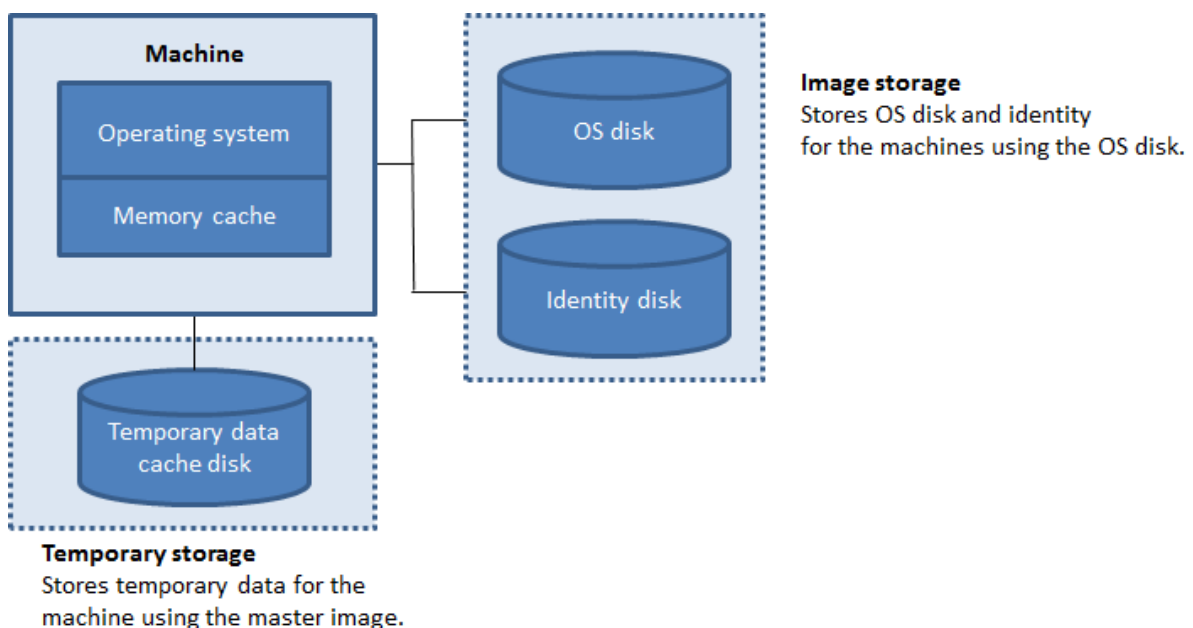 Machine
Operating system
Memory cache
OS disk
Identity disk
Image storage
Stores OS disk and identity
for the machines using the OS disk.
Temporary data
cache disk
Temporary storage
Stores temporary data for the
machine using the master image.